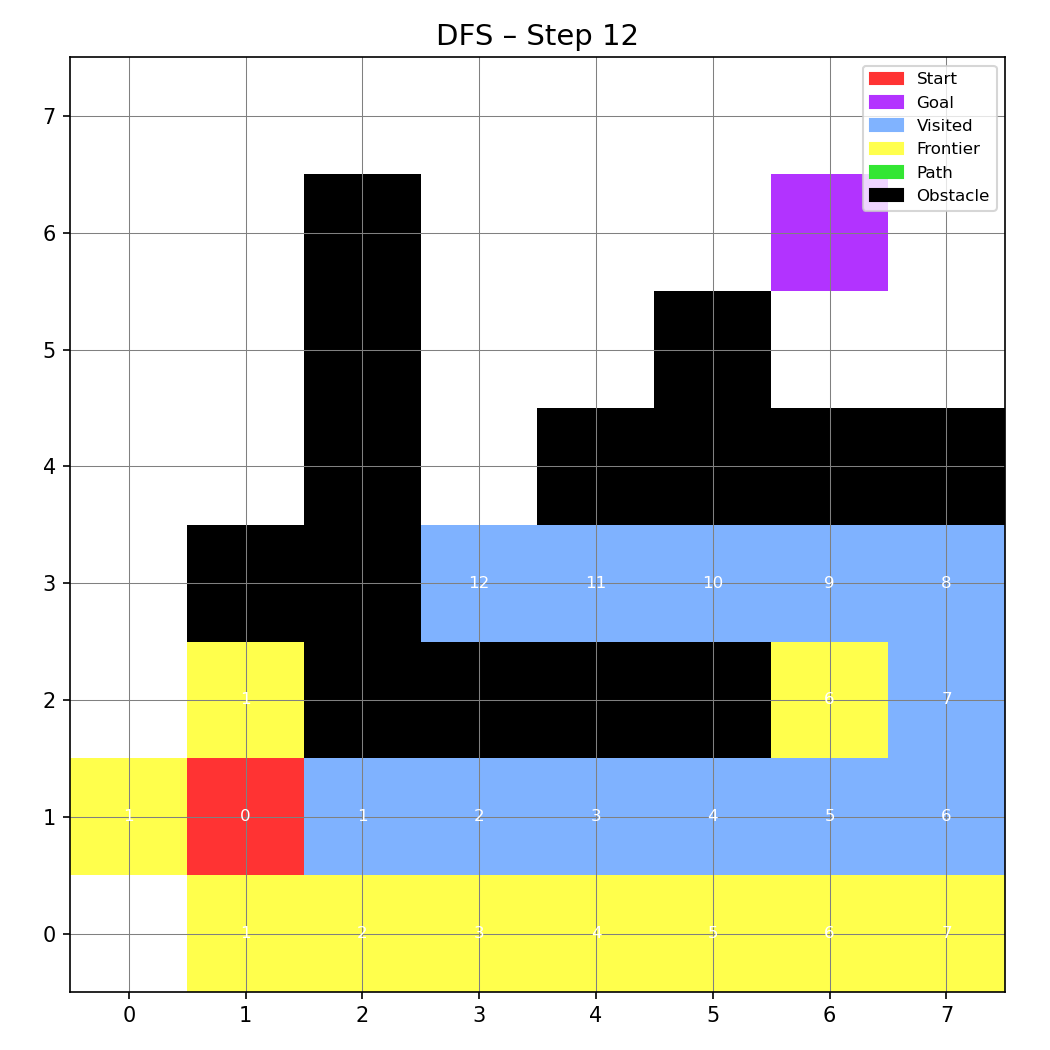 DFS – Step 12
Start
Goal
Visited
Frontier
Path
Obstacle
7
6
5
4
3 12 11 10 9 8
2 1 6 7
1 1 0 1 2 3 4 5 6
0 1 2 3 4 5 6 7
0 1 2 3 4 5 6 7